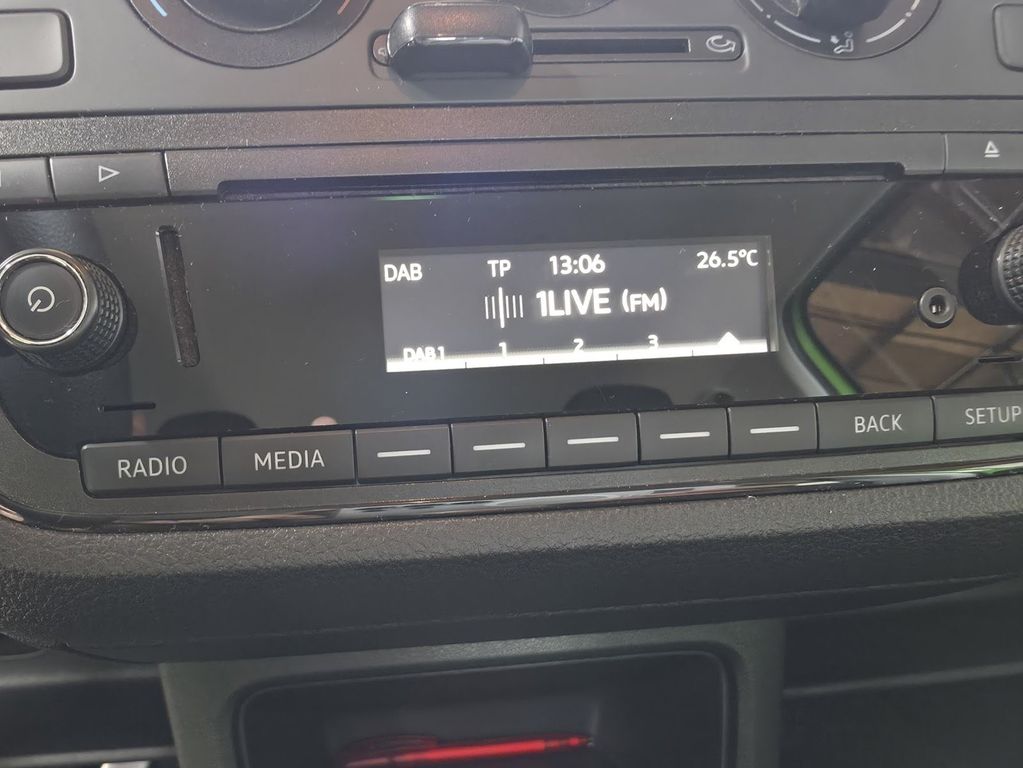 DAB TP 13:06 26.5°C
1LIVE (FM)
DAB1 1 2 3
RADIO MEDIA BACK SETUP